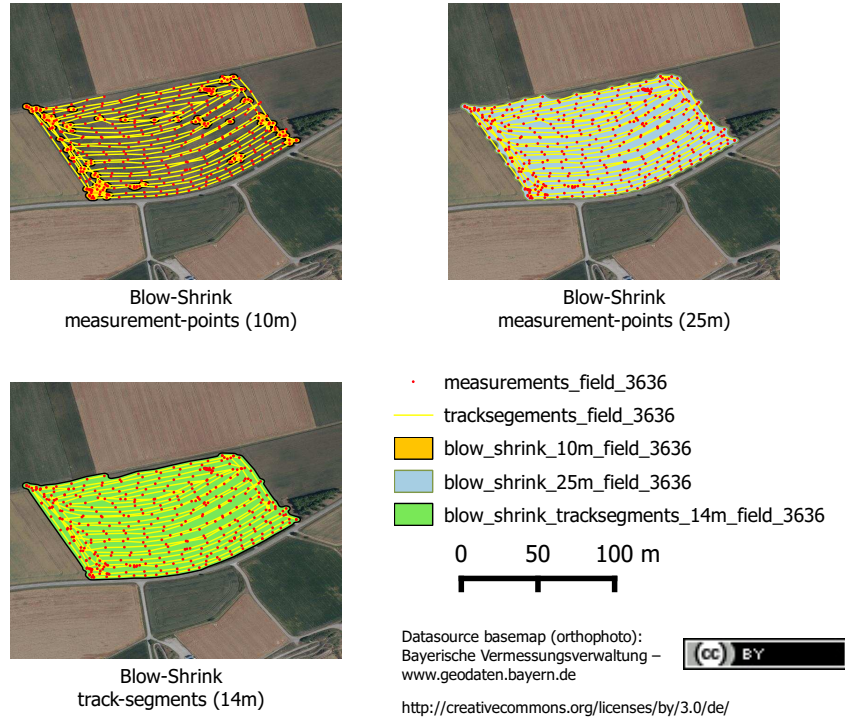 Blow-Shrink
measurement-points (10m)
Blow-Shrink
measurement-points (25m)
Blow-Shrink
track-segments (14m)
measurements_field_3636
tracksegements_field_3636
blow_shrink_10m_field_3636
blow_shrink_25m_field_3636
blow_shrink_tracksegments_14m_field_3636
0 50 100 m
Datasource basemap (orthophoto):
Bayerische Vermessungsverwaltung –
www.geodaten.bayern.de
http://creativecommons.org/licenses/by/3.0/de/
cc BY